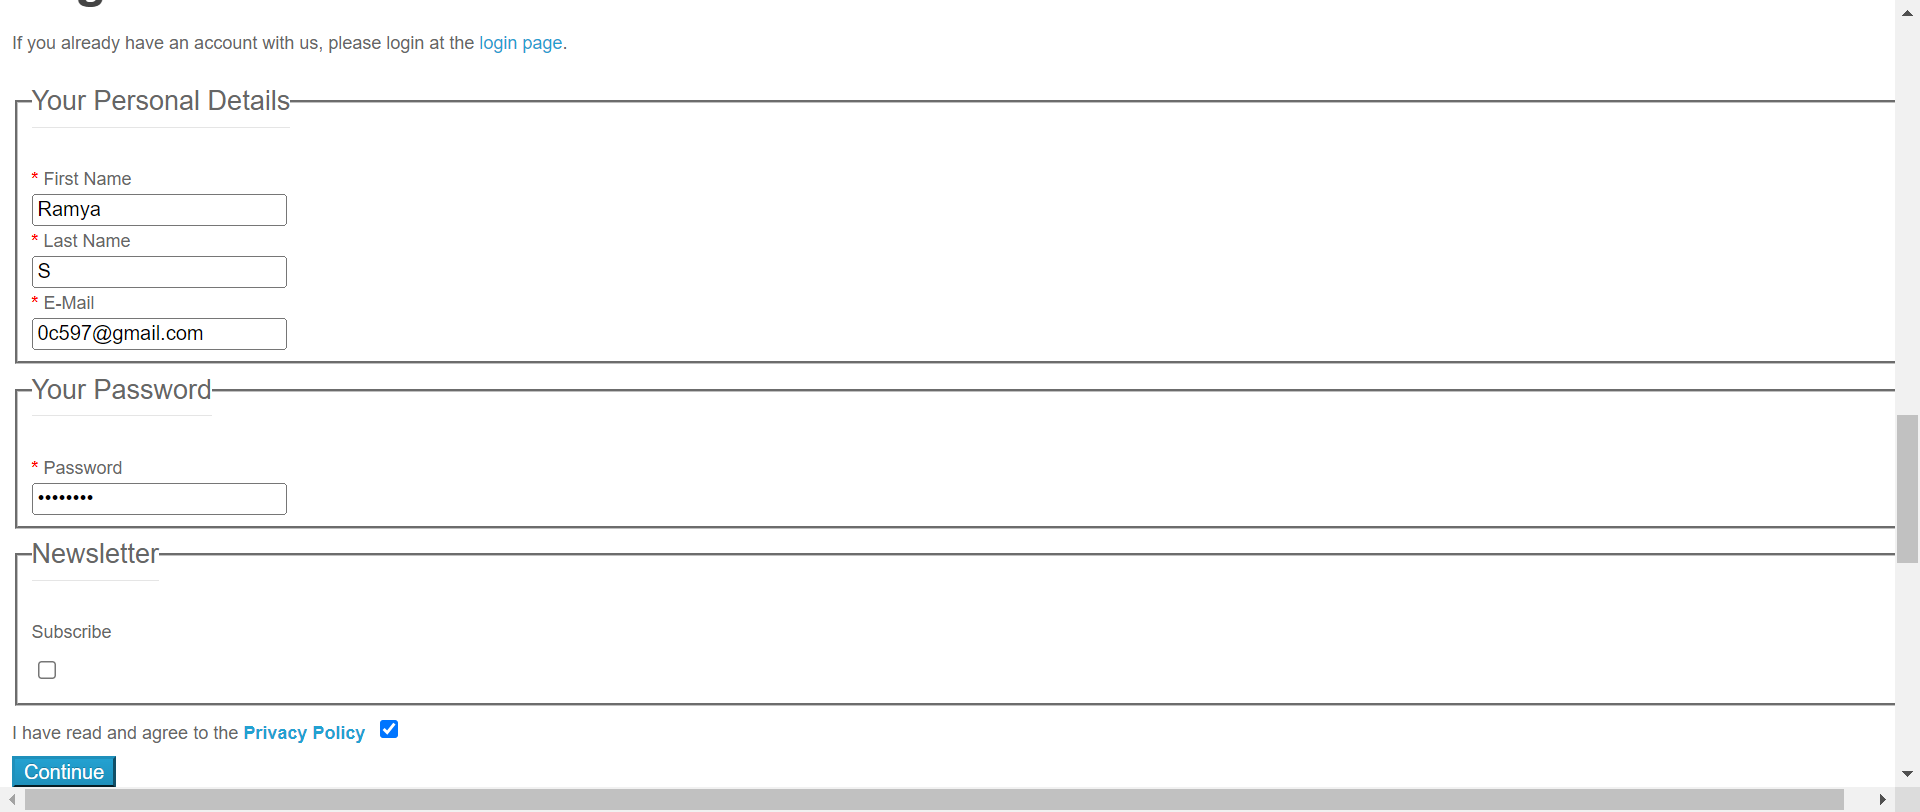 If you already have an account with us, please login at the login page.
Your Personal Details
* First Name
Ramya
* Last Name
S
* E-Mail
0c597@gmail.com
Your Password
* Password
••••••••
Newsletter
Subscribe
I have read and agree to the Privacy Policy
Continue